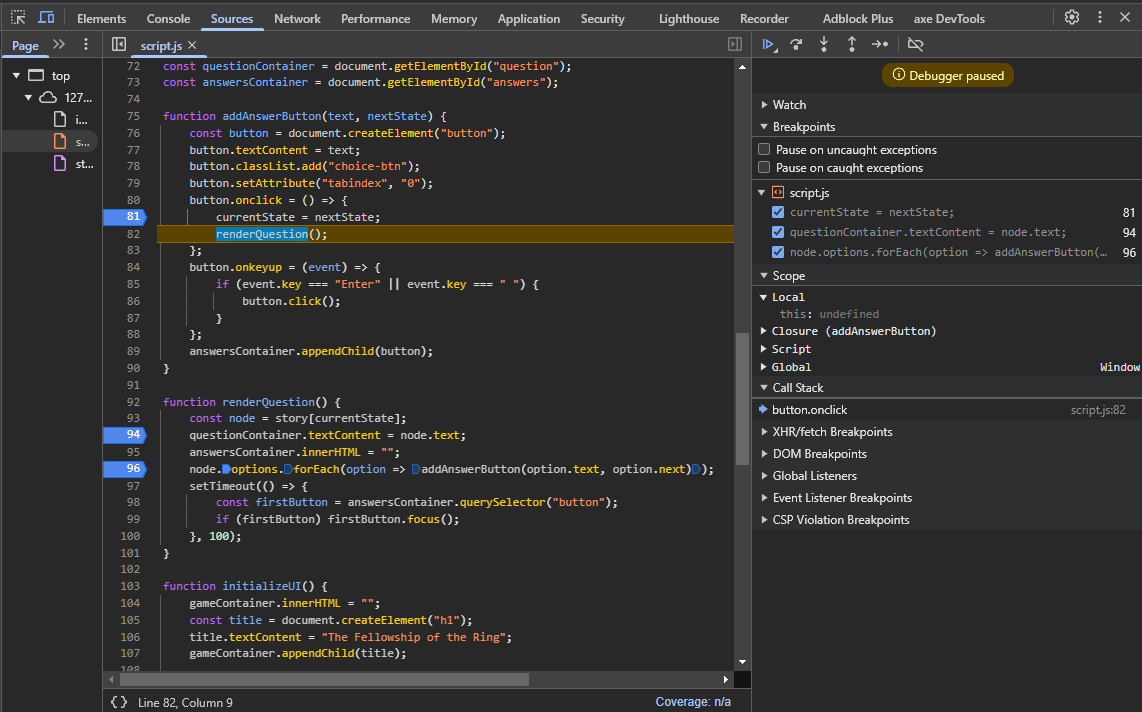 Elements Console Sources Network Performance Memory Application Security Lighthouse Recorder Adblock Plus axe DevTools
Page
script.js
top
127...
i...
s...
st...
72 const questionContainer = document.getElementById("question");
73 const answersContainer = document.getElementById("answers");
74
75 function addAnswerButton(text, nextState) {
76 const button = document.createElement("button");
77 button.textContent = text;
78 button.classList.add("choice-btn");
79 button.setAttribute("tabindex", "0");
80 button.onclick = () => {
81 currentState = nextState;
82 renderQuestion();
83 };
84 button.onkeyup = (event) => {
85 if (event.key === "Enter" || event.key === " ") {
86 button.click();
87 }
88 };
89 answersContainer.appendChild(button);
90 }
91
92 function renderQuestion() {
93 const node = story[currentState];
94 questionContainer.textContent = node.text;
95 answersContainer.innerHTML = "";
96 node.options.forEach(option => addAnswerButton(option.text, option.next));
97 setTimeout(() => {
98 const firstButton = answersContainer.querySelector("button");
99 if (firstButton) firstButton.focus();
100 }, 100);
101 }
102
103 function initializeUI() {
104 gameContainer.innerHTML = "";
105 const title = document.createElement("h1");
106 title.textContent = "The Fellowship of the Ring";
107 gameContainer.appendChild(title);
108
{} Line 82, Column 9 Coverage: n/a
Debugger paused
Watch
Breakpoints
Pause on uncaught exceptions
Pause on caught exceptions
script.js
currentState = nextState; 81
questionContainer.textContent = node.text; 94
node.options.forEach(option => addAnswerButton(… 96
Scope
Local
this: undefined
Closure (addAnswerButton)
Script
Global Window
Call Stack
button.onclick script.js:82
XHR/fetch Breakpoints
DOM Breakpoints
Global Listeners
Event Listener Breakpoints
CSP Violation Breakpoints